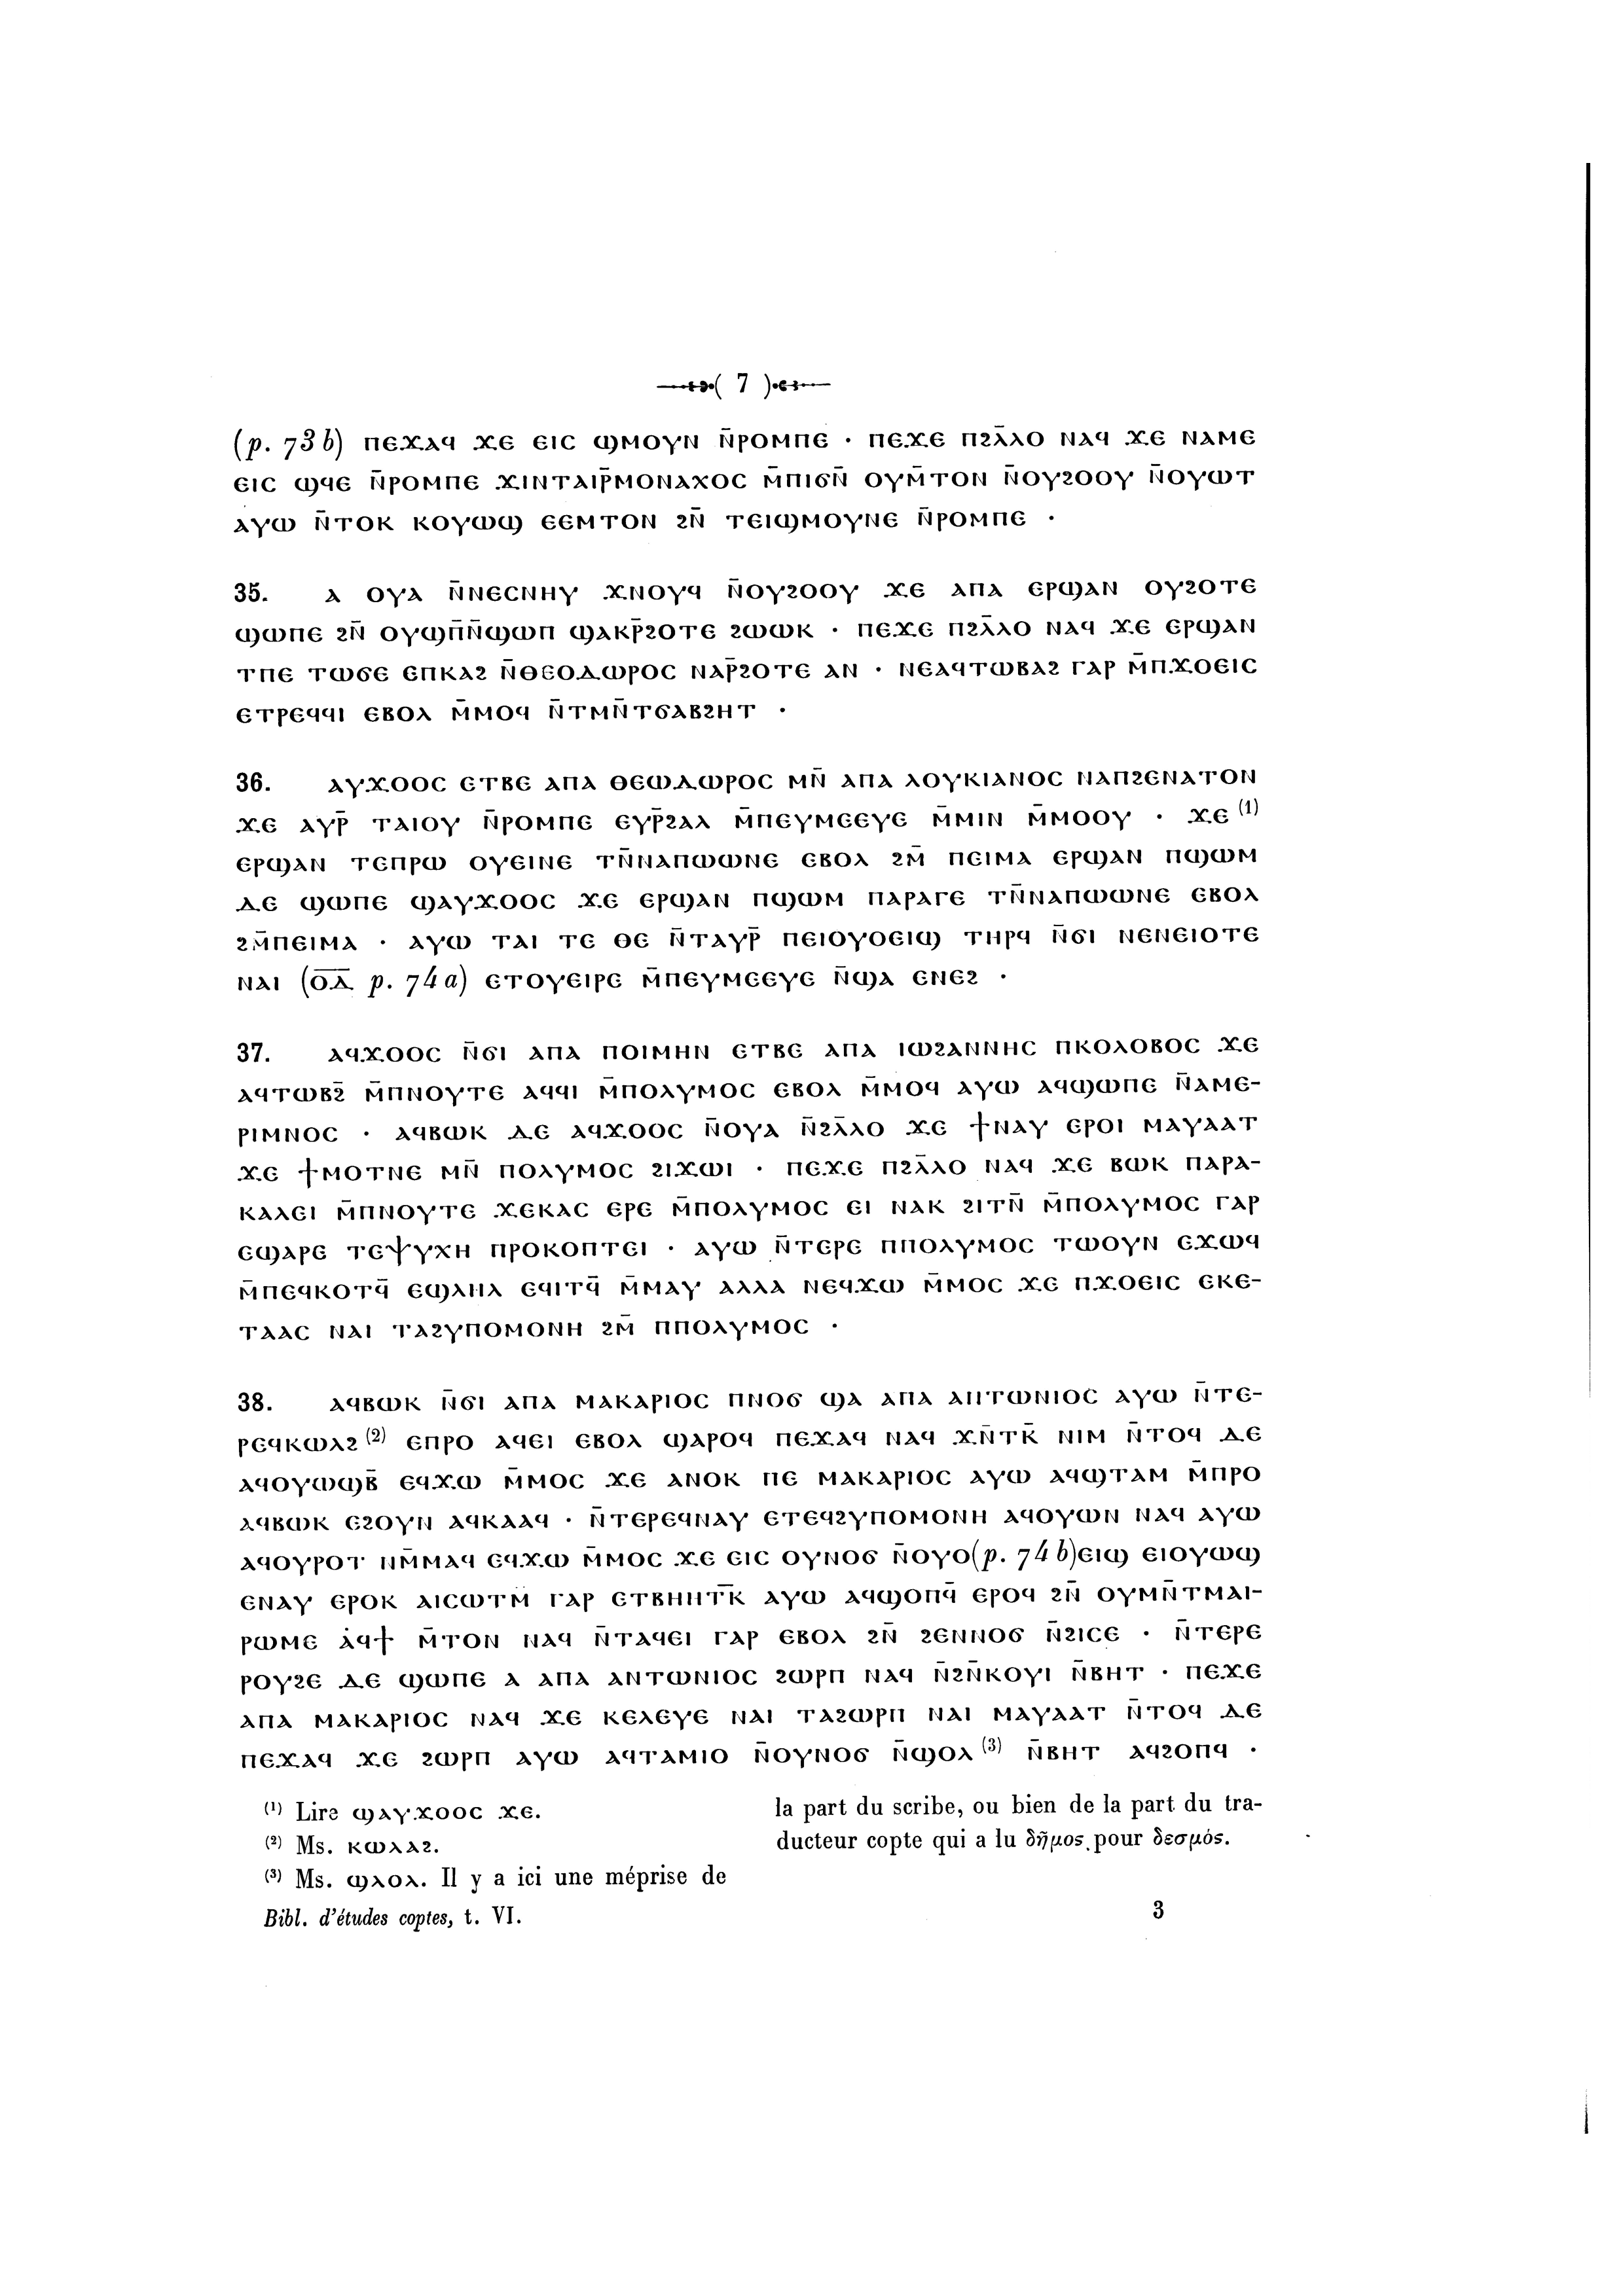 ( 7 )
(p. 73 b) ⲡⲉϫⲁϥ ϫⲉ ⲉⲓⲥ ϣⲙⲟⲩⲛ ⲛ̄ⲣⲟⲙⲡⲉ · ⲡⲉϫⲉ ⲡϩⲗ̄ⲗⲟ ⲛⲁϥ ϫⲉ ⲛⲁⲙⲉ
ⲉⲓⲥ ϣϥⲉ ⲛ̄ⲣⲟⲙⲡⲉ ϫⲓⲛⲧⲁⲓⲣ̄ⲙⲟⲛⲁⲭⲟⲥ ⲙ̄ⲡⲓϭⲛ̄ ⲟⲩⲙ̄ⲧⲟⲛ ⲛ̄ⲟⲩϩⲟⲟⲩ ⲛ̄ⲟⲩⲱⲧ
ⲁⲩⲱ ⲛ̄ⲧⲟⲕ ⲕⲟⲩⲱϣ ⲉⲉⲙⲧⲟⲛ ϩⲛ̄ ⲧⲉⲓϣⲙⲟⲩⲛⲉ ⲛ̄ⲣⲟⲙⲡⲉ ·
35. ⲁ ⲟⲩⲁ ⲛ̄ⲛⲉⲥⲛⲏⲩ ϫⲛⲟⲩϥ ⲛ̄ⲟⲩϩⲟⲟⲩ ϫⲉ ⲁⲡⲁ ⲉⲣϣⲁⲛ ⲟⲩϩⲟⲧⲉ
ϣⲱⲡⲉ ϩⲛ̄ ⲟⲩϣⲡ̄ⲛ̄ϣⲱⲡ ϣⲁⲕⲣ̄ϩⲟⲧⲉ ϩⲱⲱⲕ · ⲡⲉϫⲉ ⲡϩⲗ̄ⲗⲟ ⲛⲁϥ ϫⲉ ⲉⲣϣⲁⲛ
ⲧⲡⲉ ⲧⲱϭⲉ ⲉⲡⲕⲁϩ ⲛ̄ⲑⲉⲟⲇⲱⲣⲟⲥ ⲛⲁⲣ̄ϩⲟⲧⲉ ⲁⲛ · ⲛⲉⲁϥⲧⲱⲃⲁϩ ⲅⲁⲣ ⲙ̄ⲡϫⲟⲉⲓⲥ
ⲉⲧⲣⲉϥϥⲓ ⲉⲃⲟⲗ ⲙ̄ⲙⲟϥ ⲛ̄ⲧⲙⲛ̄ⲧϭⲁⲃϩⲏⲧ ·
36. ⲁⲩϫⲟⲟⲥ ⲉⲧⲃⲉ ⲁⲡⲁ ⲑⲉⲱⲇⲱⲣⲟⲥ ⲙⲛ̄ ⲁⲡⲁ ⲗⲟⲩⲕⲓⲁⲛⲟⲥ ⲛⲁⲡϩⲉⲛⲁⲧⲟⲛ
ϫⲉ ⲁⲩⲣ̄ ⲧⲁⲓⲟⲩ ⲛ̄ⲣⲟⲙⲡⲉ ⲉⲩⲣ̄ϩⲁⲗ ⲙ̄ⲡⲉⲩⲙⲉⲉⲩⲉ ⲙ̄ⲙⲓⲛ ⲙ̄ⲙⲟⲟⲩ · ϫⲉ (1)
ⲉⲣϣⲁⲛ ⲧⲉⲡⲣⲱ ⲟⲩⲉⲓⲛⲉ ⲧⲛ̄ⲛⲁⲡⲱⲱⲛⲉ ⲉⲃⲟⲗ ϩⲙ̄ ⲡⲉⲓⲙⲁ ⲉⲣϣⲁⲛ ⲡϣⲱⲙ
ⲇⲉ ϣⲱⲡⲉ ϣⲁⲩϫⲟⲟⲥ ϫⲉ ⲉⲣϣⲁⲛ ⲡϣⲱⲙ ⲡⲁⲣⲁⲅⲉ ⲧⲛ̄ⲛⲁⲡⲱⲱⲛⲉ ⲉⲃⲟⲗ
ϩⲙ̄ⲡⲉⲓⲙⲁ · ⲁⲩⲱ ⲧⲁⲓ ⲧⲉ ⲑⲉ ⲛ̄ⲧⲁⲩⲣ̄ ⲡⲉⲓⲟⲩⲟⲉⲓϣ ⲧⲏⲣϥ ⲛ̄ϭⲓ ⲛⲉⲛⲉⲓⲟⲧⲉ
ⲛⲁⲓ (ⲟ̅ⲇ̅ p. 74 a) ⲉⲧⲟⲩⲉⲓⲣⲉ ⲙ̄ⲡⲉⲩⲙⲉⲉⲩⲉ ⲛ̄ϣⲁ ⲉⲛⲉϩ ·
37. ⲁϥϫⲟⲟⲥ ⲛ̄ϭⲓ ⲁⲡⲁ ⲡⲟⲓⲙⲏⲛ ⲉⲧⲃⲉ ⲁⲡⲁ ⲓⲱϩⲁⲛⲛⲏⲥ ⲡⲕⲟⲗⲟⲃⲟⲥ ϫⲉ
ⲁϥⲧⲱⲃϩ̄ ⲙ̄ⲡⲛⲟⲩⲧⲉ ⲁϥϥⲓ ⲙ̄ⲡⲟⲗⲩⲙⲟⲥ ⲉⲃⲟⲗ ⲙ̄ⲙⲟϥ ⲁⲩⲱ ⲁϥϣⲱⲡⲉ ⲛ̄ⲁⲙⲉ-
ⲣⲓⲙⲛⲟⲥ · ⲁϥⲃⲱⲕ ⲇⲉ ⲁϥϫⲟⲟⲥ ⲛ̄ⲟⲩⲁ ⲛ̄ϩⲗ̄ⲗⲟ ϫⲉ ϯⲛⲁⲩ ⲉⲣⲟⲓ ⲙⲁⲩⲁⲁⲧ
ϫⲉ ϯⲙⲟⲧⲛⲉ ⲙⲛ̄ ⲡⲟⲗⲩⲙⲟⲥ ϩⲓϫⲱⲓ · ⲡⲉϫⲉ ⲡϩⲗ̄ⲗⲟ ⲛⲁϥ ϫⲉ ⲃⲱⲕ ⲡⲁⲣⲁ-
ⲕⲁⲗⲉⲓ ⲙ̄ⲡⲛⲟⲩⲧⲉ ϫⲉⲕⲁⲥ ⲉⲣⲉ ⲙ̄ⲡⲟⲗⲩⲙⲟⲥ ⲉⲓ ⲛⲁⲕ ϩⲓⲧⲛ̄ ⲙ̄ⲡⲟⲗⲩⲙⲟⲥ ⲅⲁⲣ
ⲉϣⲁⲣⲉ ⲧⲉⲯⲩⲭⲏ ⲡⲣⲟⲕⲟⲡⲧⲉⲓ · ⲁⲩⲱ ⲛ̄ⲧⲉⲣⲉ ⲡⲡⲟⲗⲩⲙⲟⲥ ⲧⲱⲟⲩⲛ ⲉϫⲱϥ
ⲙ̄ⲡⲉϥⲕⲟⲧϥ̄ ⲉϣⲗⲏⲗ ⲉϥⲓⲧϥ̄ ⲙ̄ⲙⲁⲩ ⲁⲗⲗⲁ ⲛⲉϥϫⲱ ⲙ̄ⲙⲟⲥ ϫⲉ ⲡϫⲟⲉⲓⲥ ⲉⲕⲉ-
ⲧⲁⲁⲥ ⲛⲁⲓ ⲧⲁϩⲩⲡⲟⲙⲟⲛⲏ ϩⲙ̄ ⲡⲡⲟⲗⲩⲙⲟⲥ ·
38. ⲁϥⲃⲱⲕ ⲛ̄ϭⲓ ⲁⲡⲁ ⲙⲁⲕⲁⲣⲓⲟⲥ ⲡⲛⲟϭ ϣⲁ ⲁⲡⲁ ⲁⲛⲧⲱⲛⲓⲟⲥ ⲁⲩⲱ ⲛ̄ⲧⲉ-
ⲣⲉϥⲕⲱⲗϩ (2) ⲉⲡⲣⲟ ⲁϥⲉⲓ ⲉⲃⲟⲗ ϣⲁⲣⲟϥ ⲡⲉϫⲁϥ ⲛⲁϥ ϫⲛ̄ⲧⲕ̄ ⲛⲓⲙ ⲛ̄ⲧⲟϥ ⲇⲉ
ⲁϥⲟⲩⲱϣⲃ̄ ⲉϥϫⲱ ⲙ̄ⲙⲟⲥ ϫⲉ ⲁⲛⲟⲕ ⲡⲉ ⲙⲁⲕⲁⲣⲓⲟⲥ ⲁⲩⲱ ⲁϥϣⲧⲁⲙ ⲙ̄ⲡⲣⲟ
ⲁϥⲃⲱⲕ ⲉϩⲟⲩⲛ ⲁϥⲕⲁⲁϥ · ⲛ̄ⲧⲉⲣⲉϥⲛⲁⲩ ⲉⲧⲉϥϩⲩⲡⲟⲙⲟⲛⲏ ⲁϥⲟⲩⲱⲛ ⲛⲁϥ ⲁⲩⲱ
ⲁϥⲟⲩⲣⲟⲧ ⲛⲙ̄ⲙⲁϥ ⲉϥϫⲱ ⲙ̄ⲙⲟⲥ ϫⲉ ⲉⲓⲥ ⲟⲩⲛⲟϭ ⲛ̄ⲟⲩⲟ(p. 74 b)ⲉⲓϣ ⲉⲓⲟⲩⲱϣ
ⲉⲛⲁⲩ ⲉⲣⲟⲕ ⲁⲓⲥⲱⲧⲙ̄ ⲅⲁⲣ ⲉⲧⲃⲏⲏⲧⲕ̄ ⲁⲩⲱ ⲁϥϣⲟⲡϥ̄ ⲉⲣⲟϥ ϩⲛ̄ ⲟⲩⲙⲛ̄ⲧⲙⲁⲓ-
ⲣⲱⲙⲉ ⲁϥϯ ⲙ̄ⲧⲟⲛ ⲛⲁϥ ⲛ̄ⲧⲁϥⲉⲓ ⲅⲁⲣ ⲉⲃⲟⲗ ϩⲛ̄ ϩⲉⲛⲛⲟϭ ⲛ̄ϩⲓⲥⲉ · ⲛ̄ⲧⲉⲣⲉ
ⲣⲟⲩϩⲉ ⲇⲉ ϣⲱⲡⲉ ⲁ ⲁⲡⲁ ⲁⲛⲧⲱⲛⲓⲟⲥ ϩⲱⲣⲡ ⲛⲁϥ ⲛ̄ϩⲛ̄ⲕⲟⲩⲓ ⲛ̄ⲃⲏⲧ · ⲡⲉϫⲉ
ⲁⲡⲁ ⲙⲁⲕⲁⲣⲓⲟⲥ ⲛⲁϥ ϫⲉ ⲕⲉⲗⲉⲩⲉ ⲛⲁⲓ ⲧⲁϩⲱⲣⲡ ⲛⲁⲓ ⲙⲁⲩⲁⲁⲧ ⲛ̄ⲧⲟϥ ⲇⲉ
ⲡⲉϫⲁϥ ϫⲉ ϩⲱⲣⲡ ⲁⲩⲱ ⲁϥⲧⲁⲙⲓⲟ ⲛ̄ⲟⲩⲛⲟϭ ⲛ̄ϣⲟⲗ (3) ⲛ̄ⲃⲏⲧ ⲁϥϩⲟⲡϥ ·
(1) Lire ϣⲁⲩϫⲟⲟⲥ ϫⲉ.
(2) Ms. ⲕⲱⲗⲁϩ.
(3) Ms. ϣⲗⲟⲗ. Il y a ici une méprise de
la part du scribe, ou bien de la part du tra-
ducteur copte qui a lu δῆμος pour δεσμός.
Bibl. d'études coptes, t. VI.
3